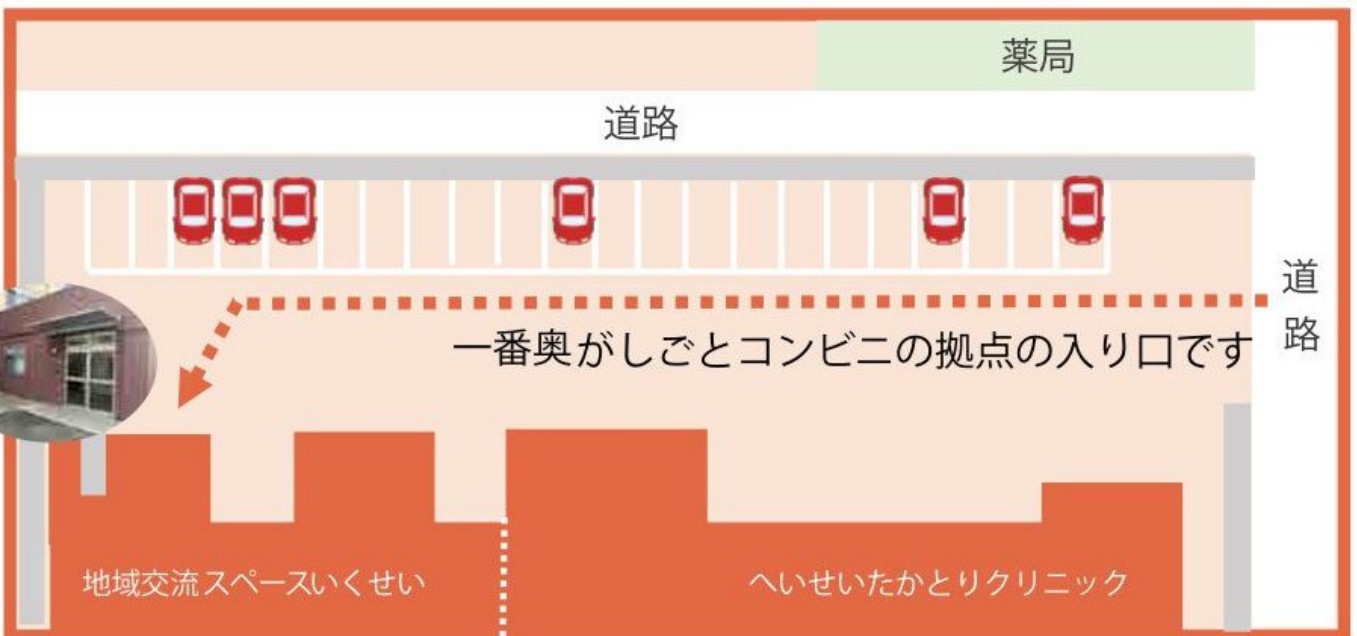 薬局
道路
道路
一番奥がしごとコンビニの拠点の入り口です
地域交流スペースいくせい
へいせいたかとりクリニック